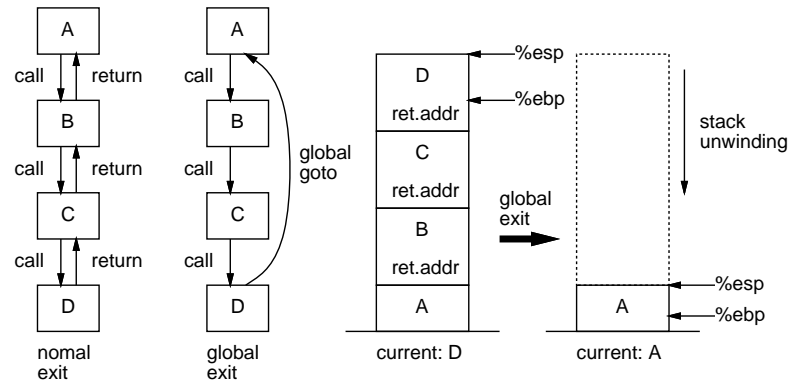 A
call
return
B
call
return
C
call
return
D
nomal
exit
A
call
B
call
C
call
D
global
goto
global
exit
%esp
D
%ebp
ret.addr
C
ret.addr
B
ret.addr
A
current: D
global
exit
stack
unwinding
%esp
A
%ebp
current: A